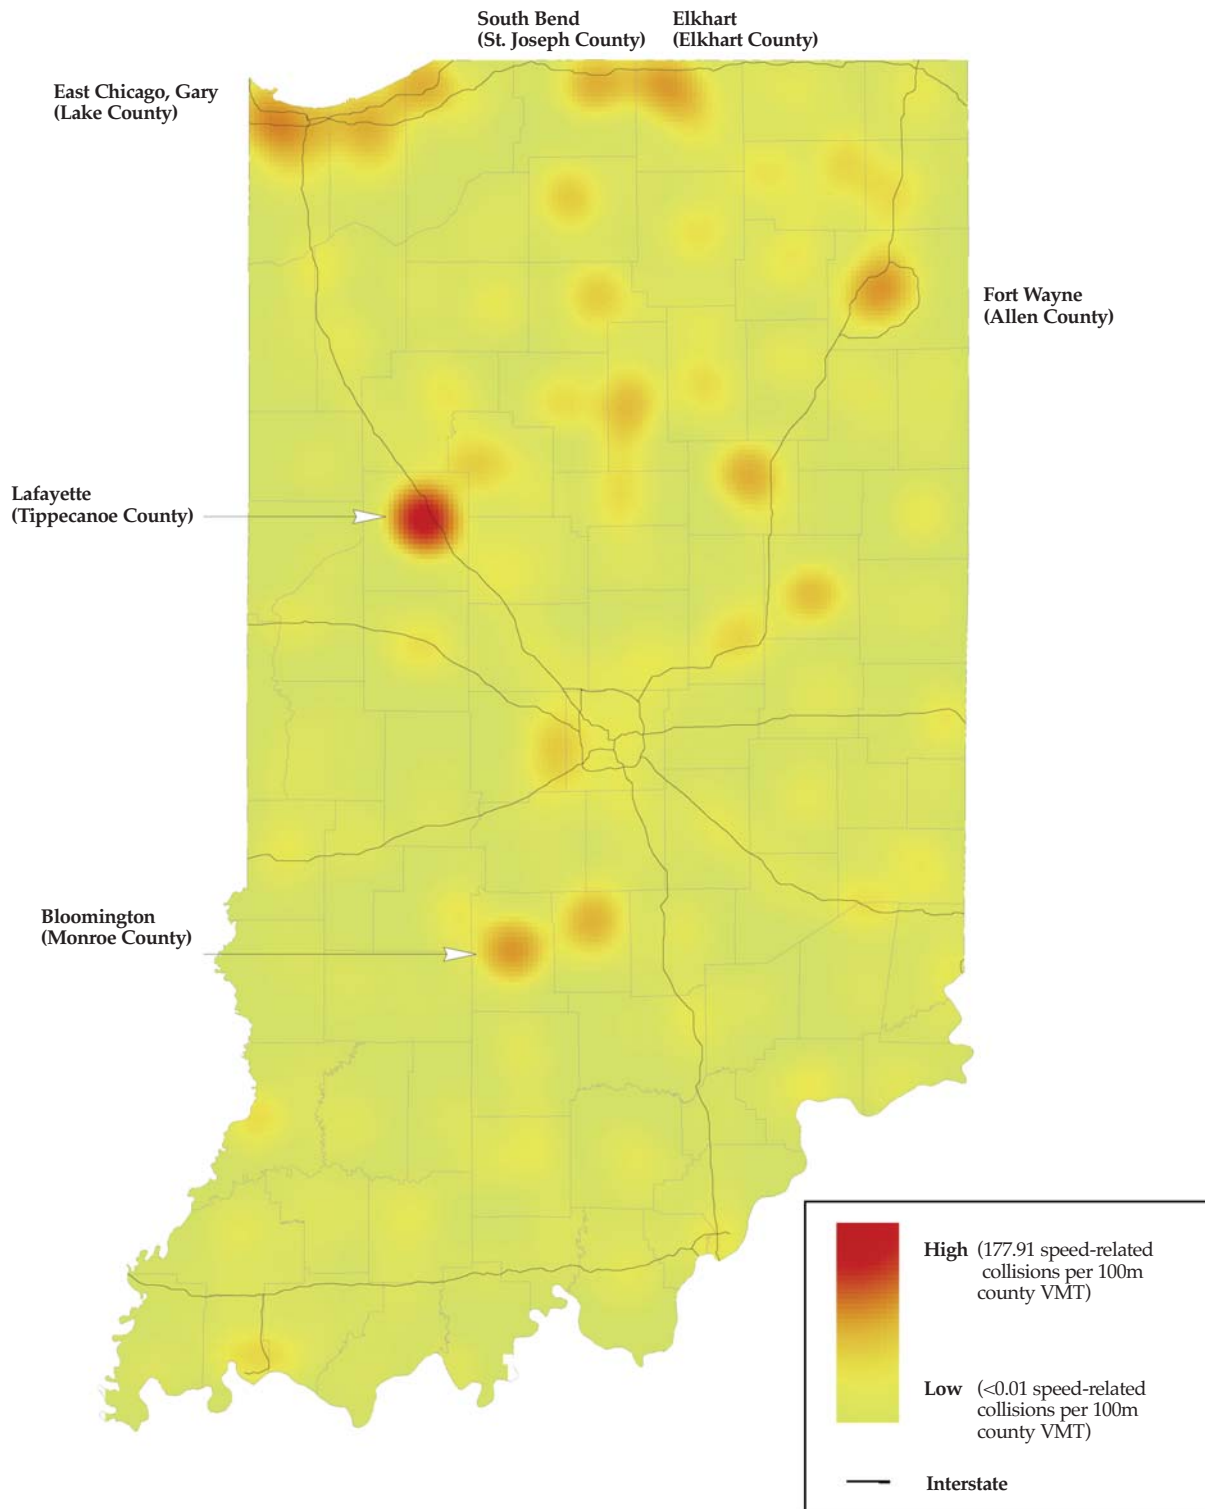 South Bend
(St. Joseph County)
Elkhart
(Elkhart County)
East Chicago, Gary
(Lake County)
Fort Wayne
(Allen County)
Lafayette
(Tippecanoe County)
Bloomington
(Monroe County)
High (177.91 speed-related
collisions per 100m
county VMT)
Low (<0.01 speed-related
collisions per 100m
county VMT)
Interstate